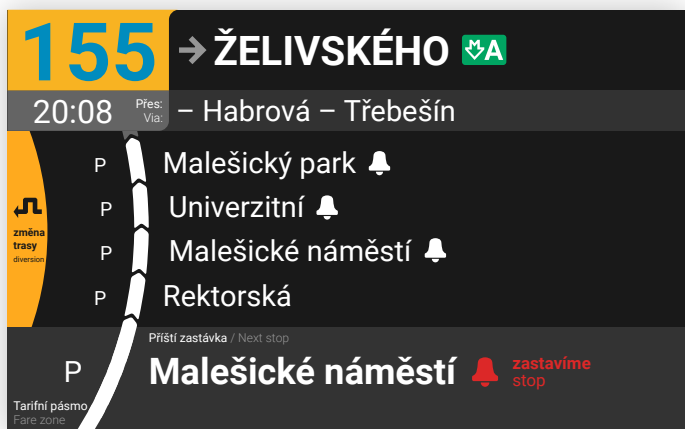 155 → ŽELIVSKÉHO A
20:08 Přes: – Habrová – Třebešín
Via:
P Malešický park
P Univerzitní
P Malešické náměstí
P Rektorská
změna
trasy
diversion
Příští zastávka / Next stop
P Malešické náměstí zastavíme
stop
Tarifní pásmo
Fare zone